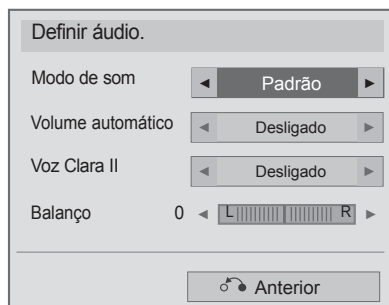 Definir áudio.
Modo de som ◄ Padrão ►
Volume automático ◄ Desligado ►
Voz Clara II ◄ Desligado ►
Balanço 0 ◄ L R ►
Anterior